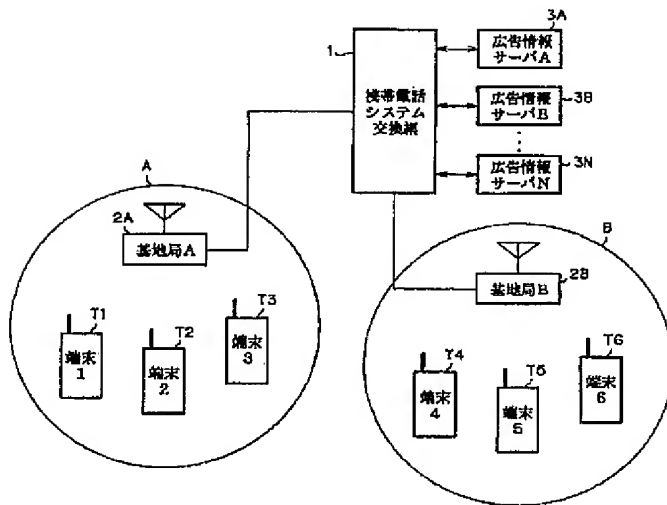 3A
1
広告情報
サーバA
携帯電話
システム
交換網
3B
広告情報
サーバB
3N
広告情報
サーバN
A
2A
基地局A
B
基地局B
2B
T1
端末
1
T2
端末
2
T3
端末
3
T4
端末
4
T5
端末
5
T6
端末
6